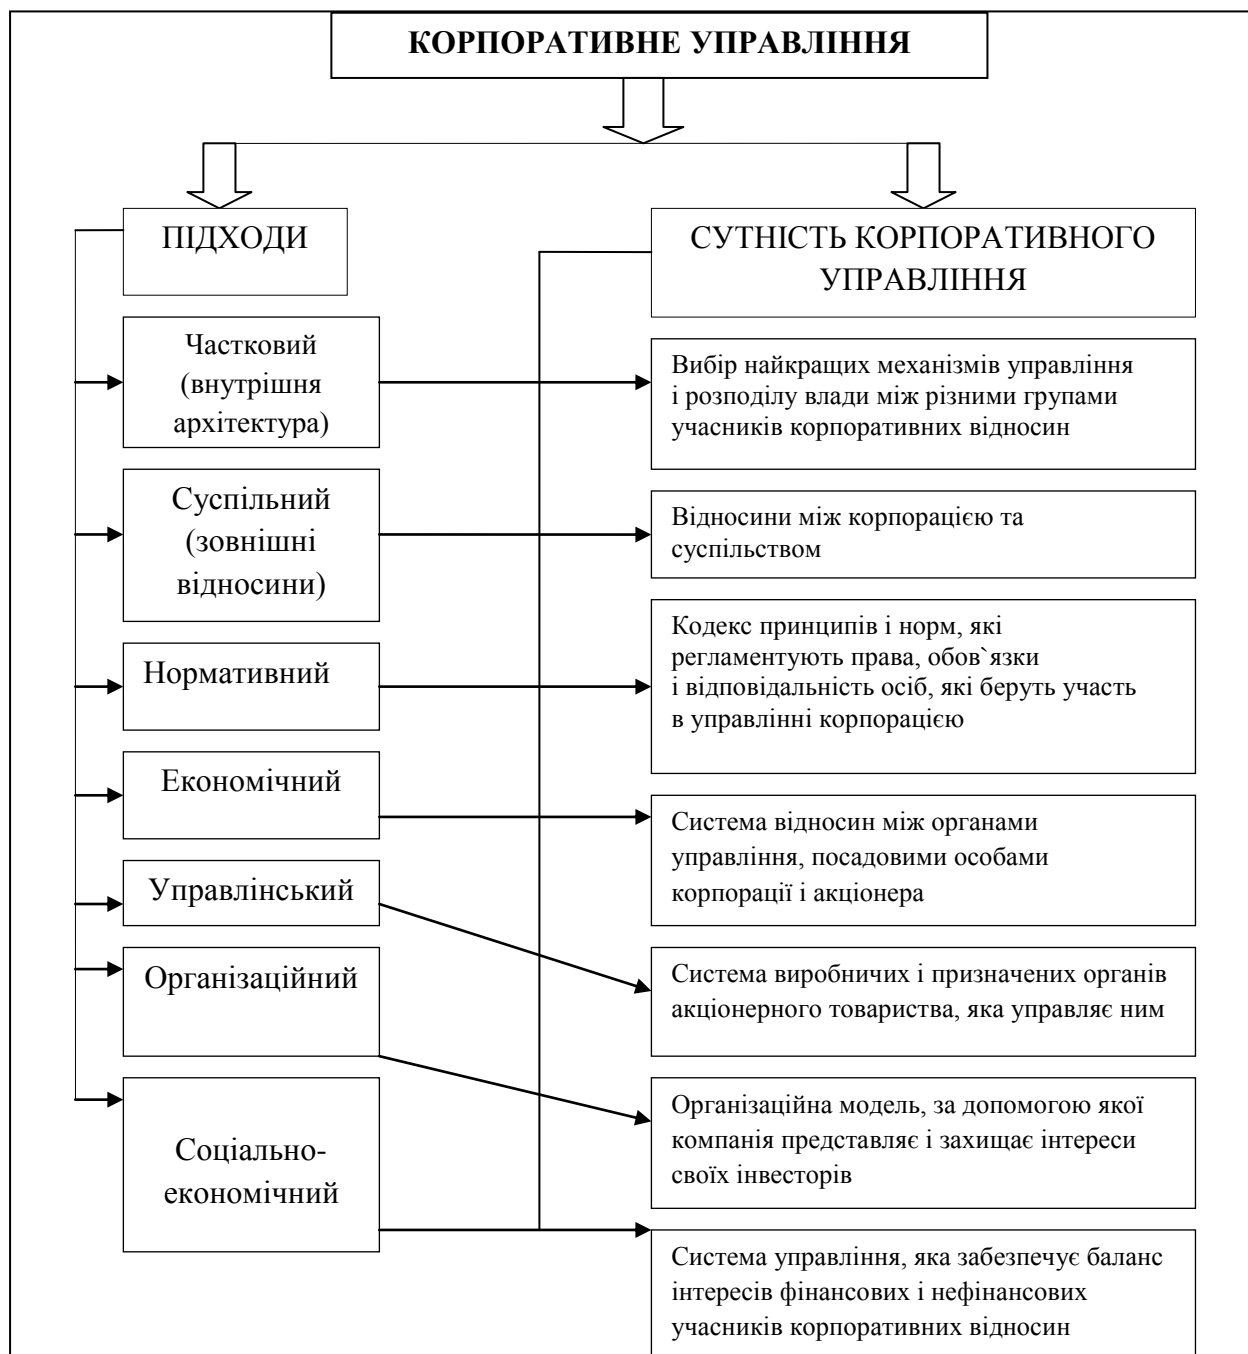 КОРПОРАТИВНЕ УПРАВЛІННЯ
ПІДХОДИ
СУТНІСТЬ КОРПОРАТИВНОГО
УПРАВЛІННЯ
Частковий
(внутрішня
архітектура)
Вибір найкращих механізмів управління
і розподілу влади між різними групами
учасників корпоративних відносин
Суспільний
(зовнішні
відносини)
Відносини між корпорацією та
суспільством
Нормативний
Кодекс принципів і норм, які
регламентують права, обов`язки
і відповідальність осіб, які беруть участь
в управлінні корпорацією
Економічний
Система відносин між органами
управління, посадовими особами
корпорації і акціонера
Управлінський
Система виробничих і призначених органів
акціонерного товариства, яка управляє ним
Організаційний
Організаційна модель, за допомогою якої
компанія представляє і захищає інтереси
своїх інвесторів
Соціально-
економічний
Система управління, яка забезпечує баланс
інтересів фінансових і нефінансових
учасників корпоративних відносин